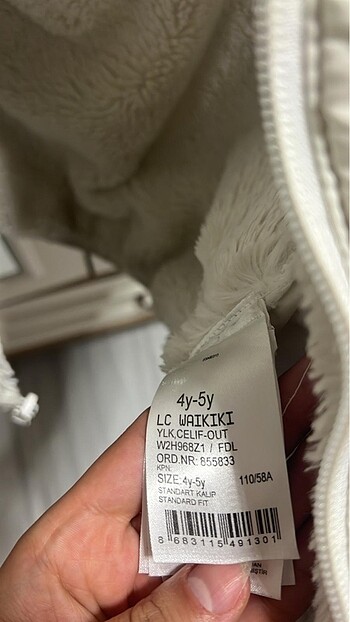 4y-5y
LC WAIKIKI
YLK,CELIF-OUT
W2H968Z1 / FDL
ORD.NR: 855833
KPN:
SIZE:4y-5y 110/58A
STANDART KALIP
STANDARD FIT
8 683115 491301